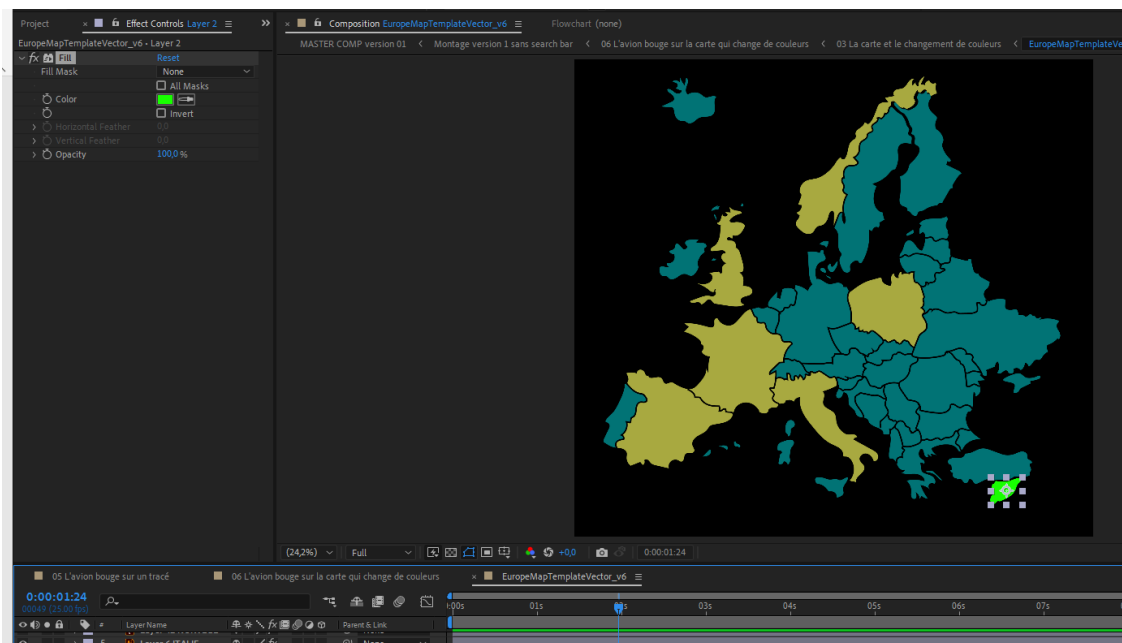 Project × Effect Controls Layer 2 ≡ » × Composition EuropeMapTemplateVector_v6 ≡ Flowchart (none)
EuropeMapTemplateVector_v6 • Layer 2 MASTER COMP version 01 < Montage version 1 sans search bar < 06 L'avion bouge sur la carte qui change de couleurs < 03 La carte et le changement de couleurs < EuropeMapTemplateVe
fx Fill Reset
Fill Mask None
All Masks
Color
Invert
Horizontal Feather 0,0
Vertical Feather 0,0
Opacity 100,0 %
(24,2%) Full +0,0 0:00:01:24
05 L'avion bouge sur un tracé 06 L'avion bouge sur la carte qui change de couleurs × EuropeMapTemplateVector_v6 ≡
0:00:01:24
00049 (25.00 fps) :00s 01s 03s 04s 05s 06s 07s
# Layer Name fx Parent & Link